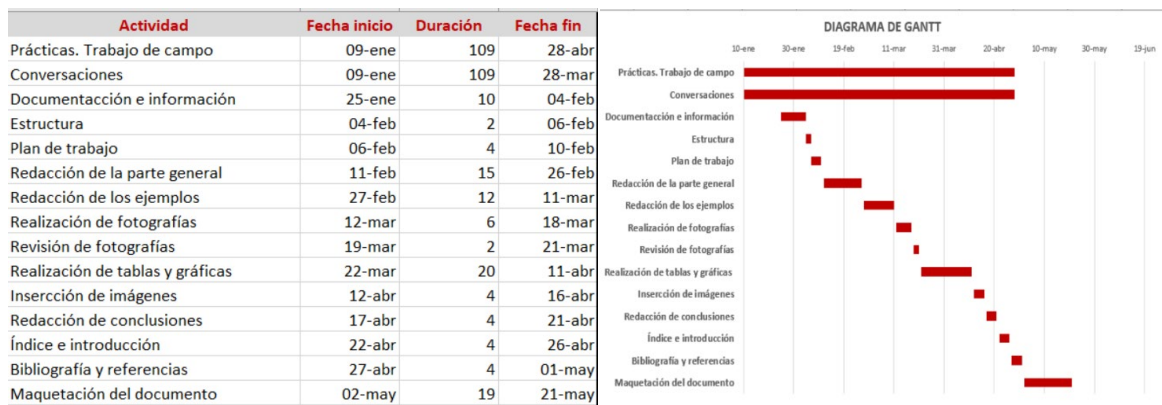 Actividad Fecha inicio Duración Fecha fin
Prácticas. Trabajo de campo 09-ene 109 28-abr
Conversaciones 09-ene 109 28-mar
Documentacción e información 25-ene 10 04-feb
Estructura 04-feb 2 06-feb
Plan de trabajo 06-feb 4 10-feb
Redacción de la parte general 11-feb 15 26-feb
Redacción de los ejemplos 27-feb 12 11-mar
Realización de fotografías 12-mar 6 18-mar
Revisión de fotografías 19-mar 2 21-mar
Realización de tablas y gráficas 22-mar 20 11-abr
Insercción de imágenes 12-abr 4 16-abr
Redacción de conclusiones 17-abr 4 21-abr
Índice e introducción 22-abr 4 26-abr
Bibliografía y referencias 27-abr 4 01-may
Maquetación del documento 02-may 19 21-may
DIAGRAMA DE GANTT
10-ene 30-ene 19-feb 11-mar 31-mar 20-abr 10-may 30-may 19-jun
Prácticas. Trabajo de campo
Conversaciones
Documentacción e información
Estructura
Plan de trabajo
Redacción de la parte general
Redacción de los ejemplos
Realización de fotografías
Revisión de fotografías
Realización de tablas y gráficas
Insercción de imágenes
Redacción de conclusiones
Índice e introducción
Bibliografía y referencias
Maquetación del documento